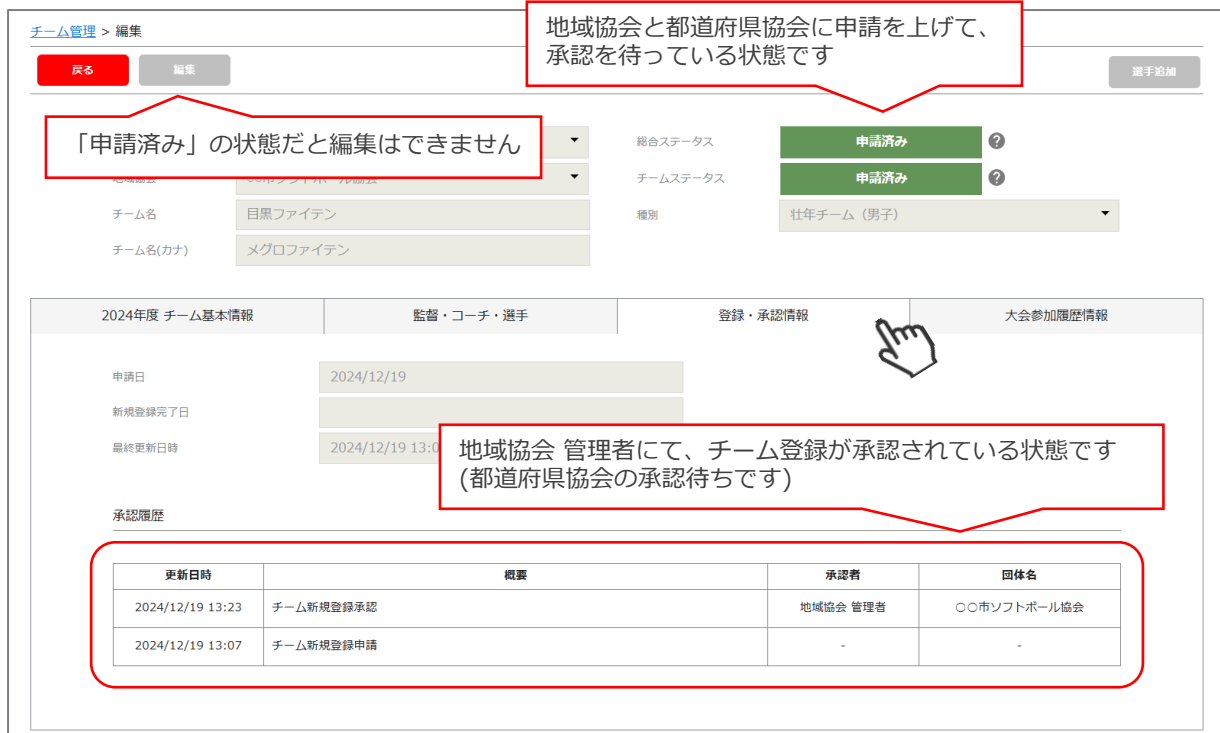 チーム管理 > 編集
地域協会と都道府県協会に申請を上げて、
承認を待っている状態です
戻る
編集
選手追加
「申請済み」の状態だと編集はできません
総合ステータス
申請済み
?
チームステータス
申請済み
?
チーム名
目黒ファイテン
種別
壮年チーム（男子）
チーム名(カナ)
メグロファイテン
2024年度 チーム基本情報
監督・コーチ・選手
登録・承認情報
大会参加履歴情報
申請日
2024/12/19
新規登録完了日
最終更新日時
2024/12/19 13:0
地域協会 管理者にて、チーム登録が承認されている状態です
(都道府県協会の承認待ちです)
承認履歴
更新日時
概要
承認者
団体名
2024/12/19 13:23
チーム新規登録承認
地域協会 管理者
○○市ソフトボール協会
2024/12/19 13:07
チーム新規登録申請
-
-